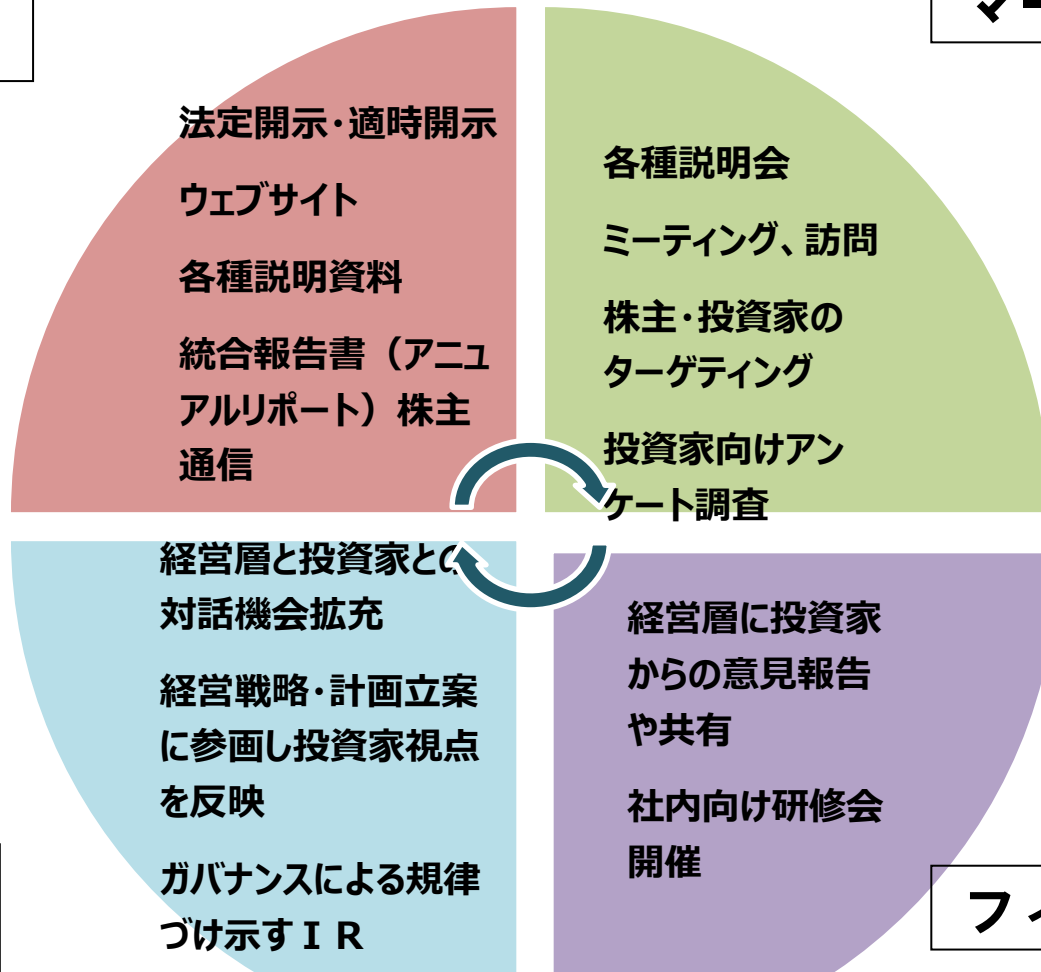 マー
法定開示・適時開示
ウェブサイト
各種説明資料
統合報告書（アニュ
アルリポート）株主
通信
各種説明会
ミーティング、訪問
株主・投資家の
ターゲティング
投資家向けアン
ケート調査
経営層と投資家との
対話機会拡充
経営戦略・計画立案
に参画し投資家視点
を反映
ガバナンスによる規律
づけ示すＩＲ
経営層に投資家
からの意見報告
や共有
社内向け研修会
開催
フィ